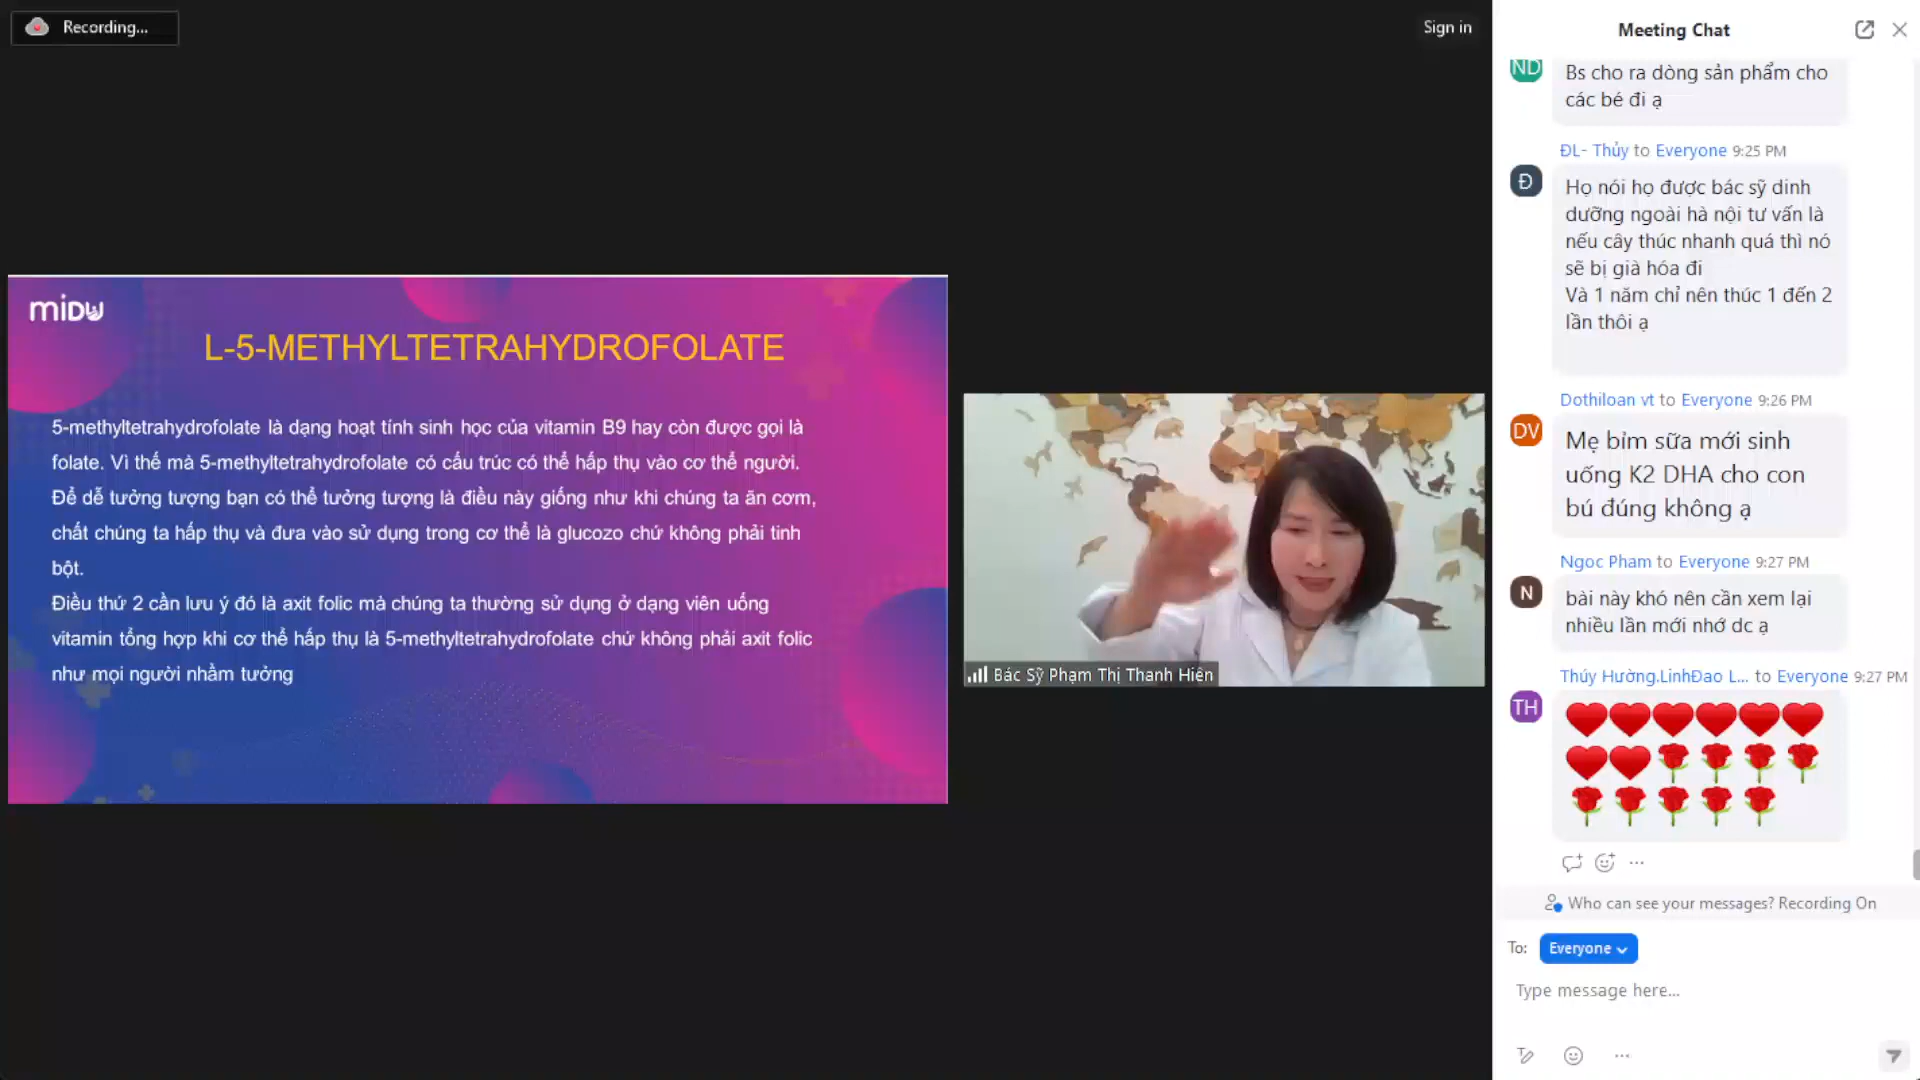 Recording...
Sign in
MIDU
L-5-METHYLTETRAHYDROFOLATE
5-methyltetrahydrofolate là dạng hoạt tính sinh học của vitamin B9 hay còn được gọi là
folate. Vì thế mà 5-methyltetrahydrofolate có cấu trúc có thể hấp thụ vào cơ thể người.
Để dễ tưởng tượng bạn có thể tưởng tượng là điều này giống như khi chúng ta ăn cơm,
chất chúng ta hấp thụ và đưa vào sử dụng trong cơ thể là glucozo chứ không phải tinh
bột.
Điều thứ 2 cần lưu ý đó là axit folic mà chúng ta thường sử dụng ở dạng viên uống
vitamin tổng hợp khi cơ thể hấp thụ là 5-methyltetrahydrofolate chứ không phải axit folic
như mọi người nhầm tưởng
Bác Sỹ Phạm Thị Thanh Hiên
Meeting Chat
ND
Bs cho ra dòng sản phẩm cho
các bé đi ạ
ĐL- Thủy to Everyone 9:25 PM
Đ
Họ nói họ được bác sỹ dinh
dưỡng ngoài hà nội tư vấn là
nếu cây thúc nhanh quá thì nó
sẽ bị già hóa đi
Và 1 năm chỉ nên thúc 1 đến 2
lần thôi ạ
Dothiloan vt to Everyone 9:26 PM
DV
Mẹ bỉm sữa mới sinh
uống K2 DHA cho con
bú đúng không ạ
Ngoc Pham to Everyone 9:27 PM
N
bài này khó nên cần xem lại
nhiều lần mới nhớ dc ạ
Thúy Hường.LinhĐao L... to Everyone 9:27 PM
TH
Who can see your messages? Recording On
To: Everyone
Type message here...